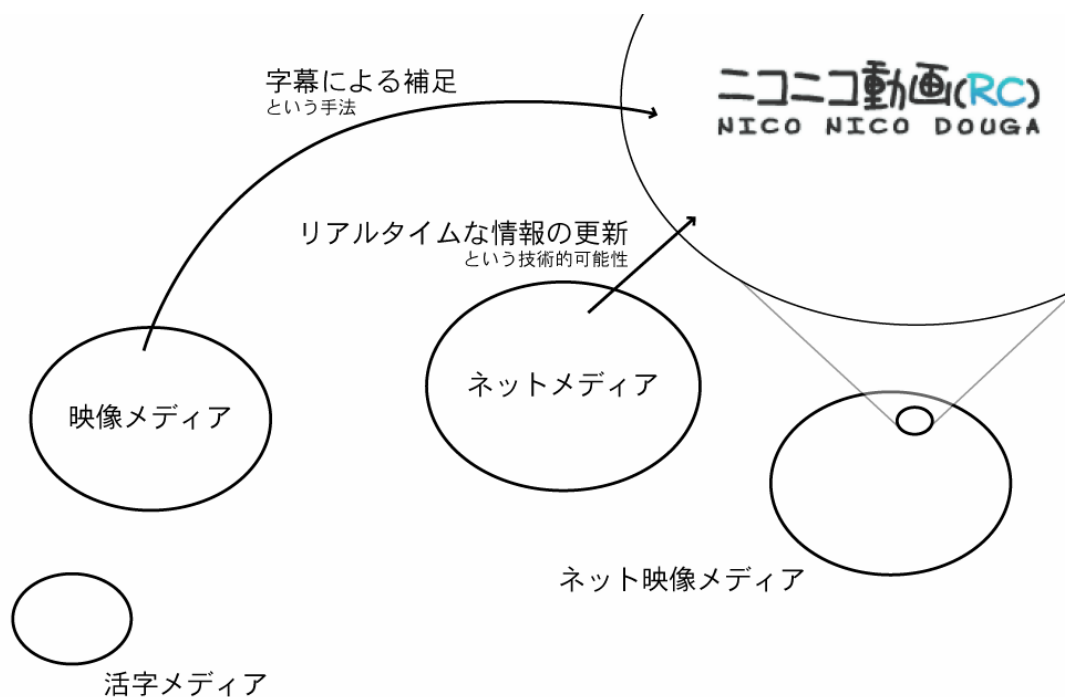 字幕による補足
という手法
ニコニコ動画(RC)
NICO NICO DOUGA
リアルタイムな情報の更新
という技術的可能性
映像メディア
ネットメディア
ネット映像メディア
活字メディア